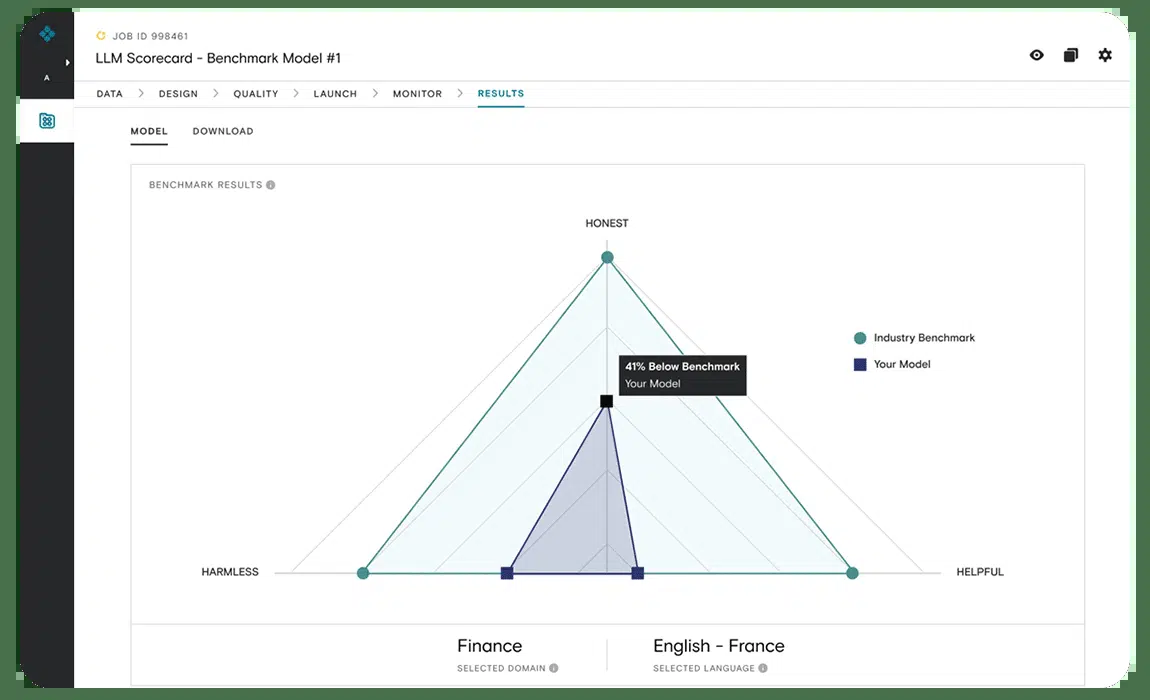 JOB ID 998461
LLM Scorecard - Benchmark Model #1
A
DATA
DESIGN
QUALITY
LAUNCH
MONITOR
RESULTS
MODEL
DOWNLOAD
BENCHMARK RESULTS
HONEST
Industry Benchmark
Your Model
41% Below Benchmark
Your Model
HARMLESS
HELPFUL
Finance
SELECTED DOMAIN
English - France
SELECTED LANGUAGE